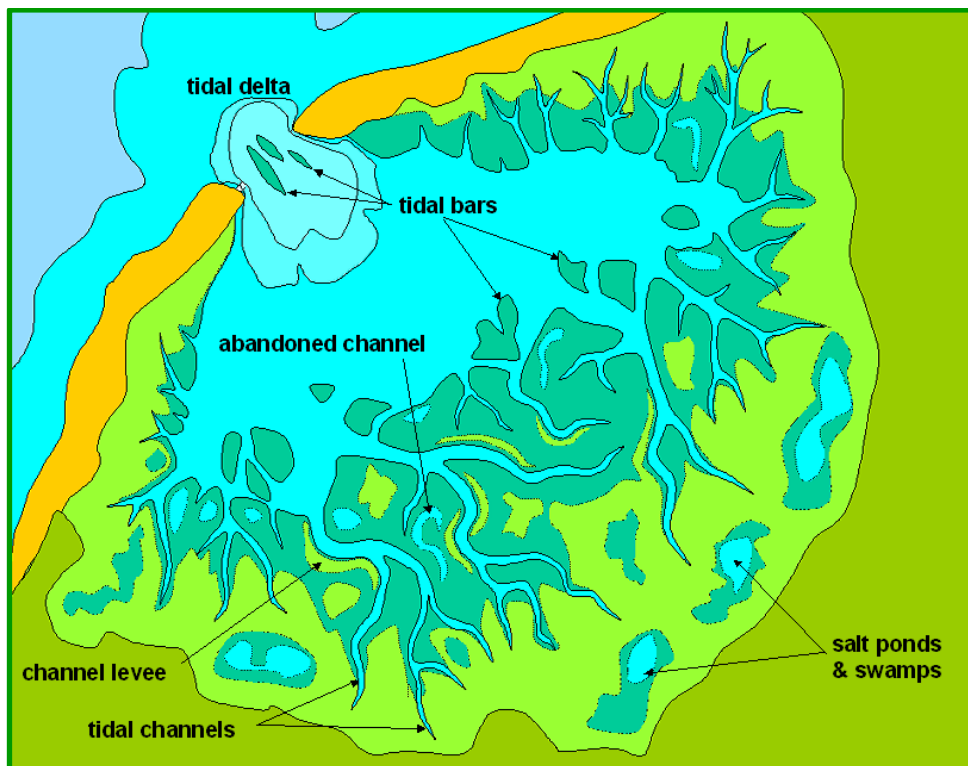 tidal delta
tidal bars
abandoned channel
channel levee
tidal channels
salt ponds
& swamps